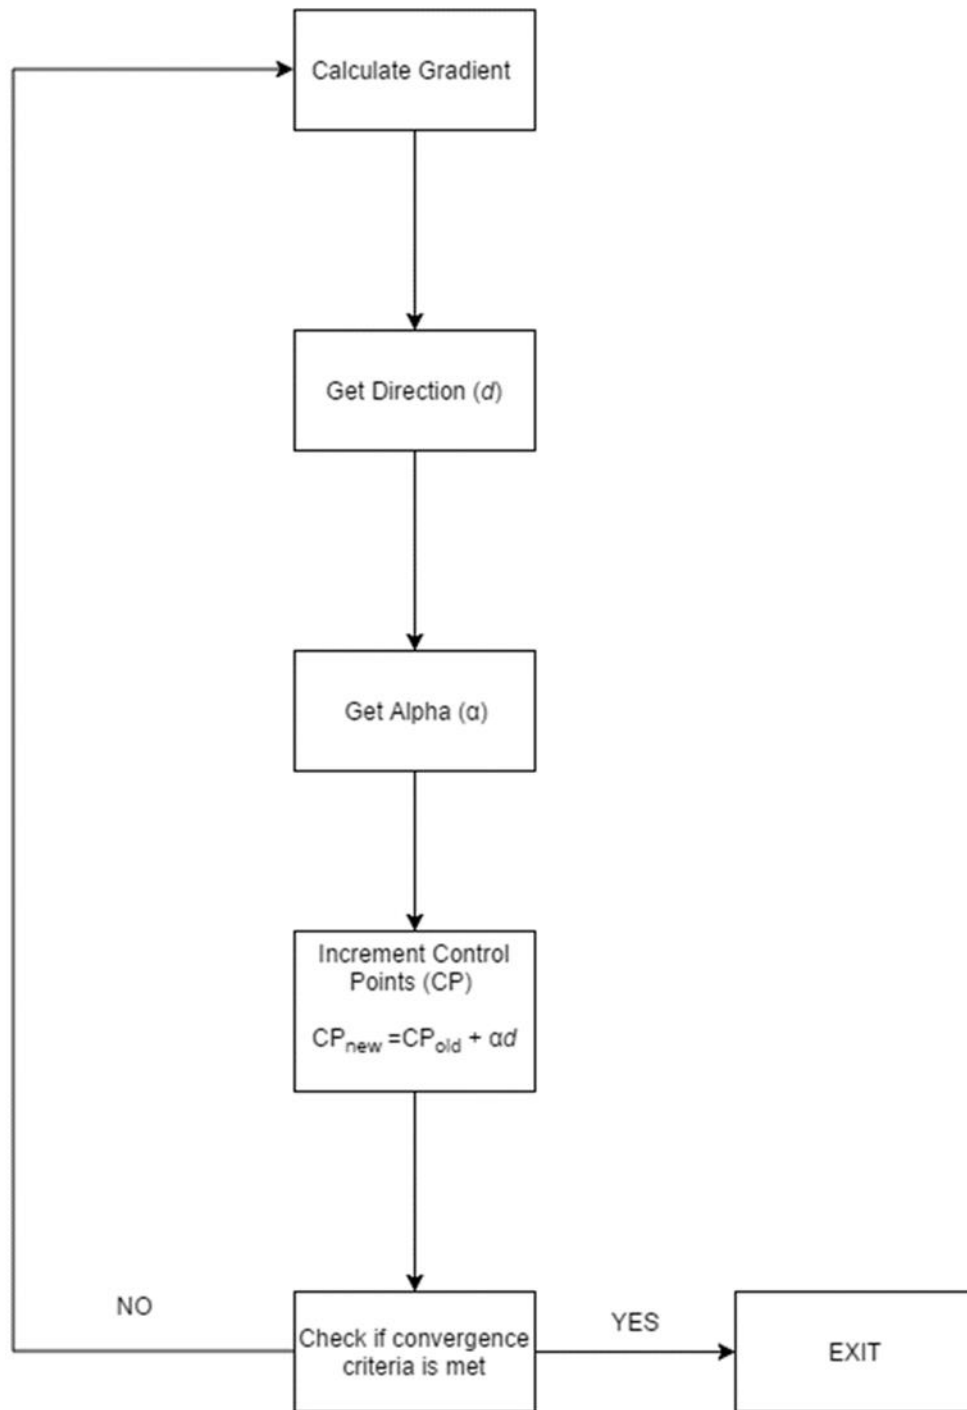 Calculate Gradient
Get Direction (d)
Get Alpha (α)
Increment Control
Points (CP)
CPnew =CPold + αd
NO
YES
Check if convergence
criteria is met
EXIT